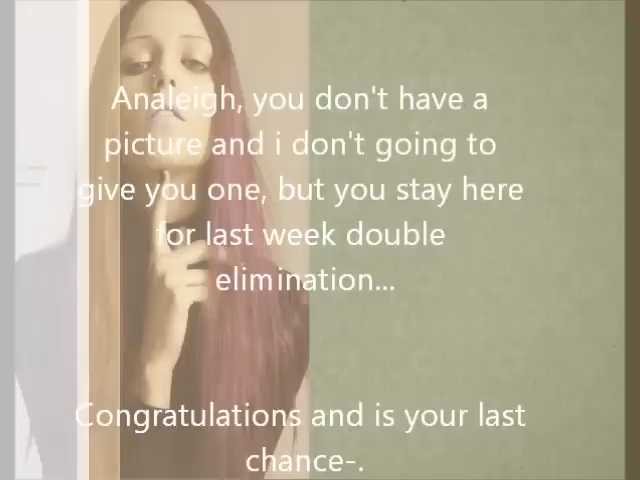 Analeigh, you don't have a
picture and i don't going to
give you one, but you stay here
for last week double
elimination...
Congratulations and is your last
chance-.